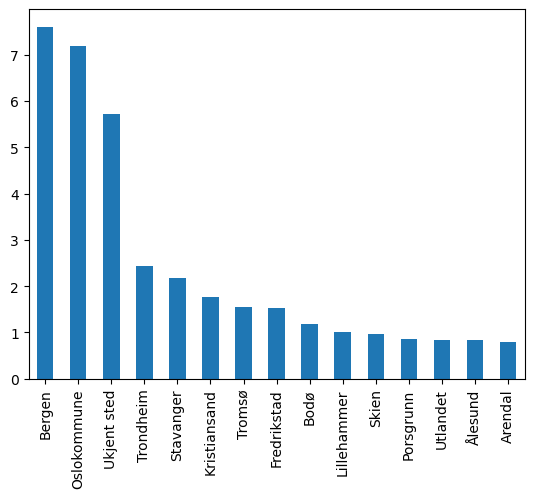 7
6
5
4
3
2
1
0
Bergen
Oslokommune
Ukjent sted
Trondheim
Stavanger
Kristiansand
Tromsø
Fredrikstad
Bodø
Lillehammer
Skien
Porsgrunn
Utlandet
Ålesund
Arendal